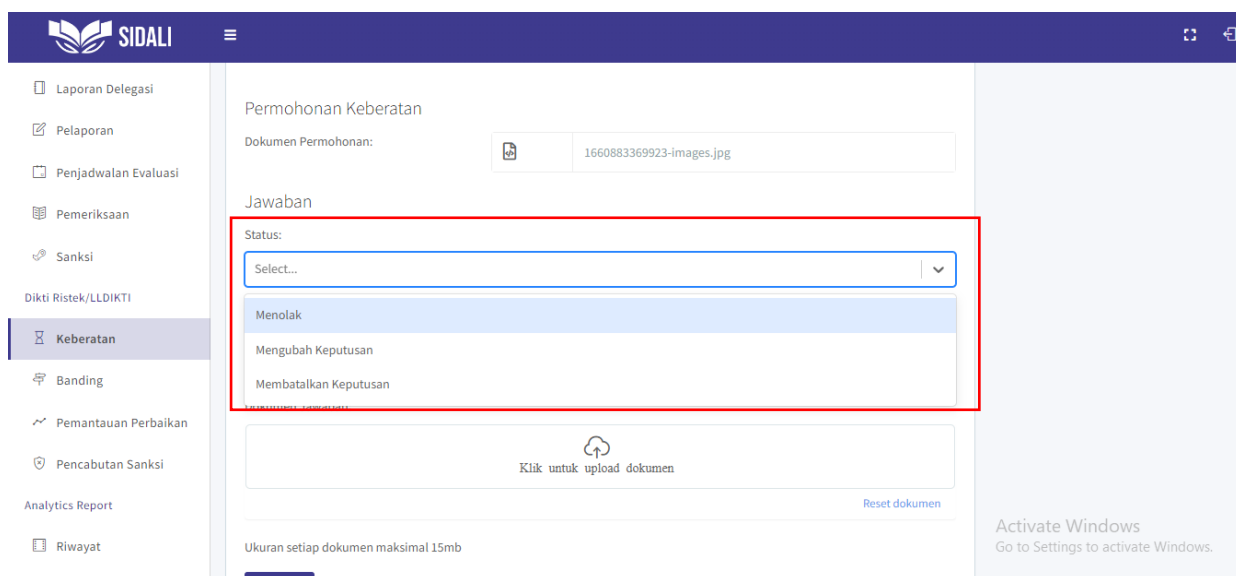 SIDALI
Laporan Delegasi
Pelaporan
Penjadwalan Evaluasi
Pemeriksaan
Sanksi
Dikti Ristek/LLDIKTI
Keberatan
Banding
Pemantauan Perbaikan
Pencabutan Sanksi
Analytics Report
Riwayat
Permohonan Keberatan
Dokumen Permohonan:
1660883369923-images.jpg
Jawaban
Status:
Select...
Menolak
Mengubah Keputusan
Membatalkan Keputusan
Dokumen Jawaban:
Klik untuk upload dokumen
Reset dokumen
Ukuran setiap dokumen maksimal 15mb
Activate Windows
Go to Settings to activate Windows.